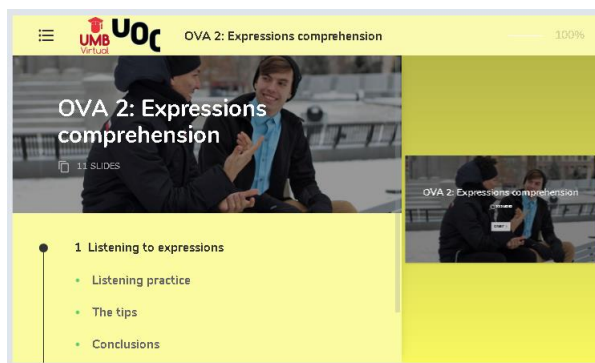 UMB
Virtual
UOC
OVA 2: Expressions comprehension
100%
OVA 2: Expressions
comprehension
11 SLIDES
OVA 2: Expressions comprehension
1 Listening to expressions
Listening practice
The tips
Conclusions